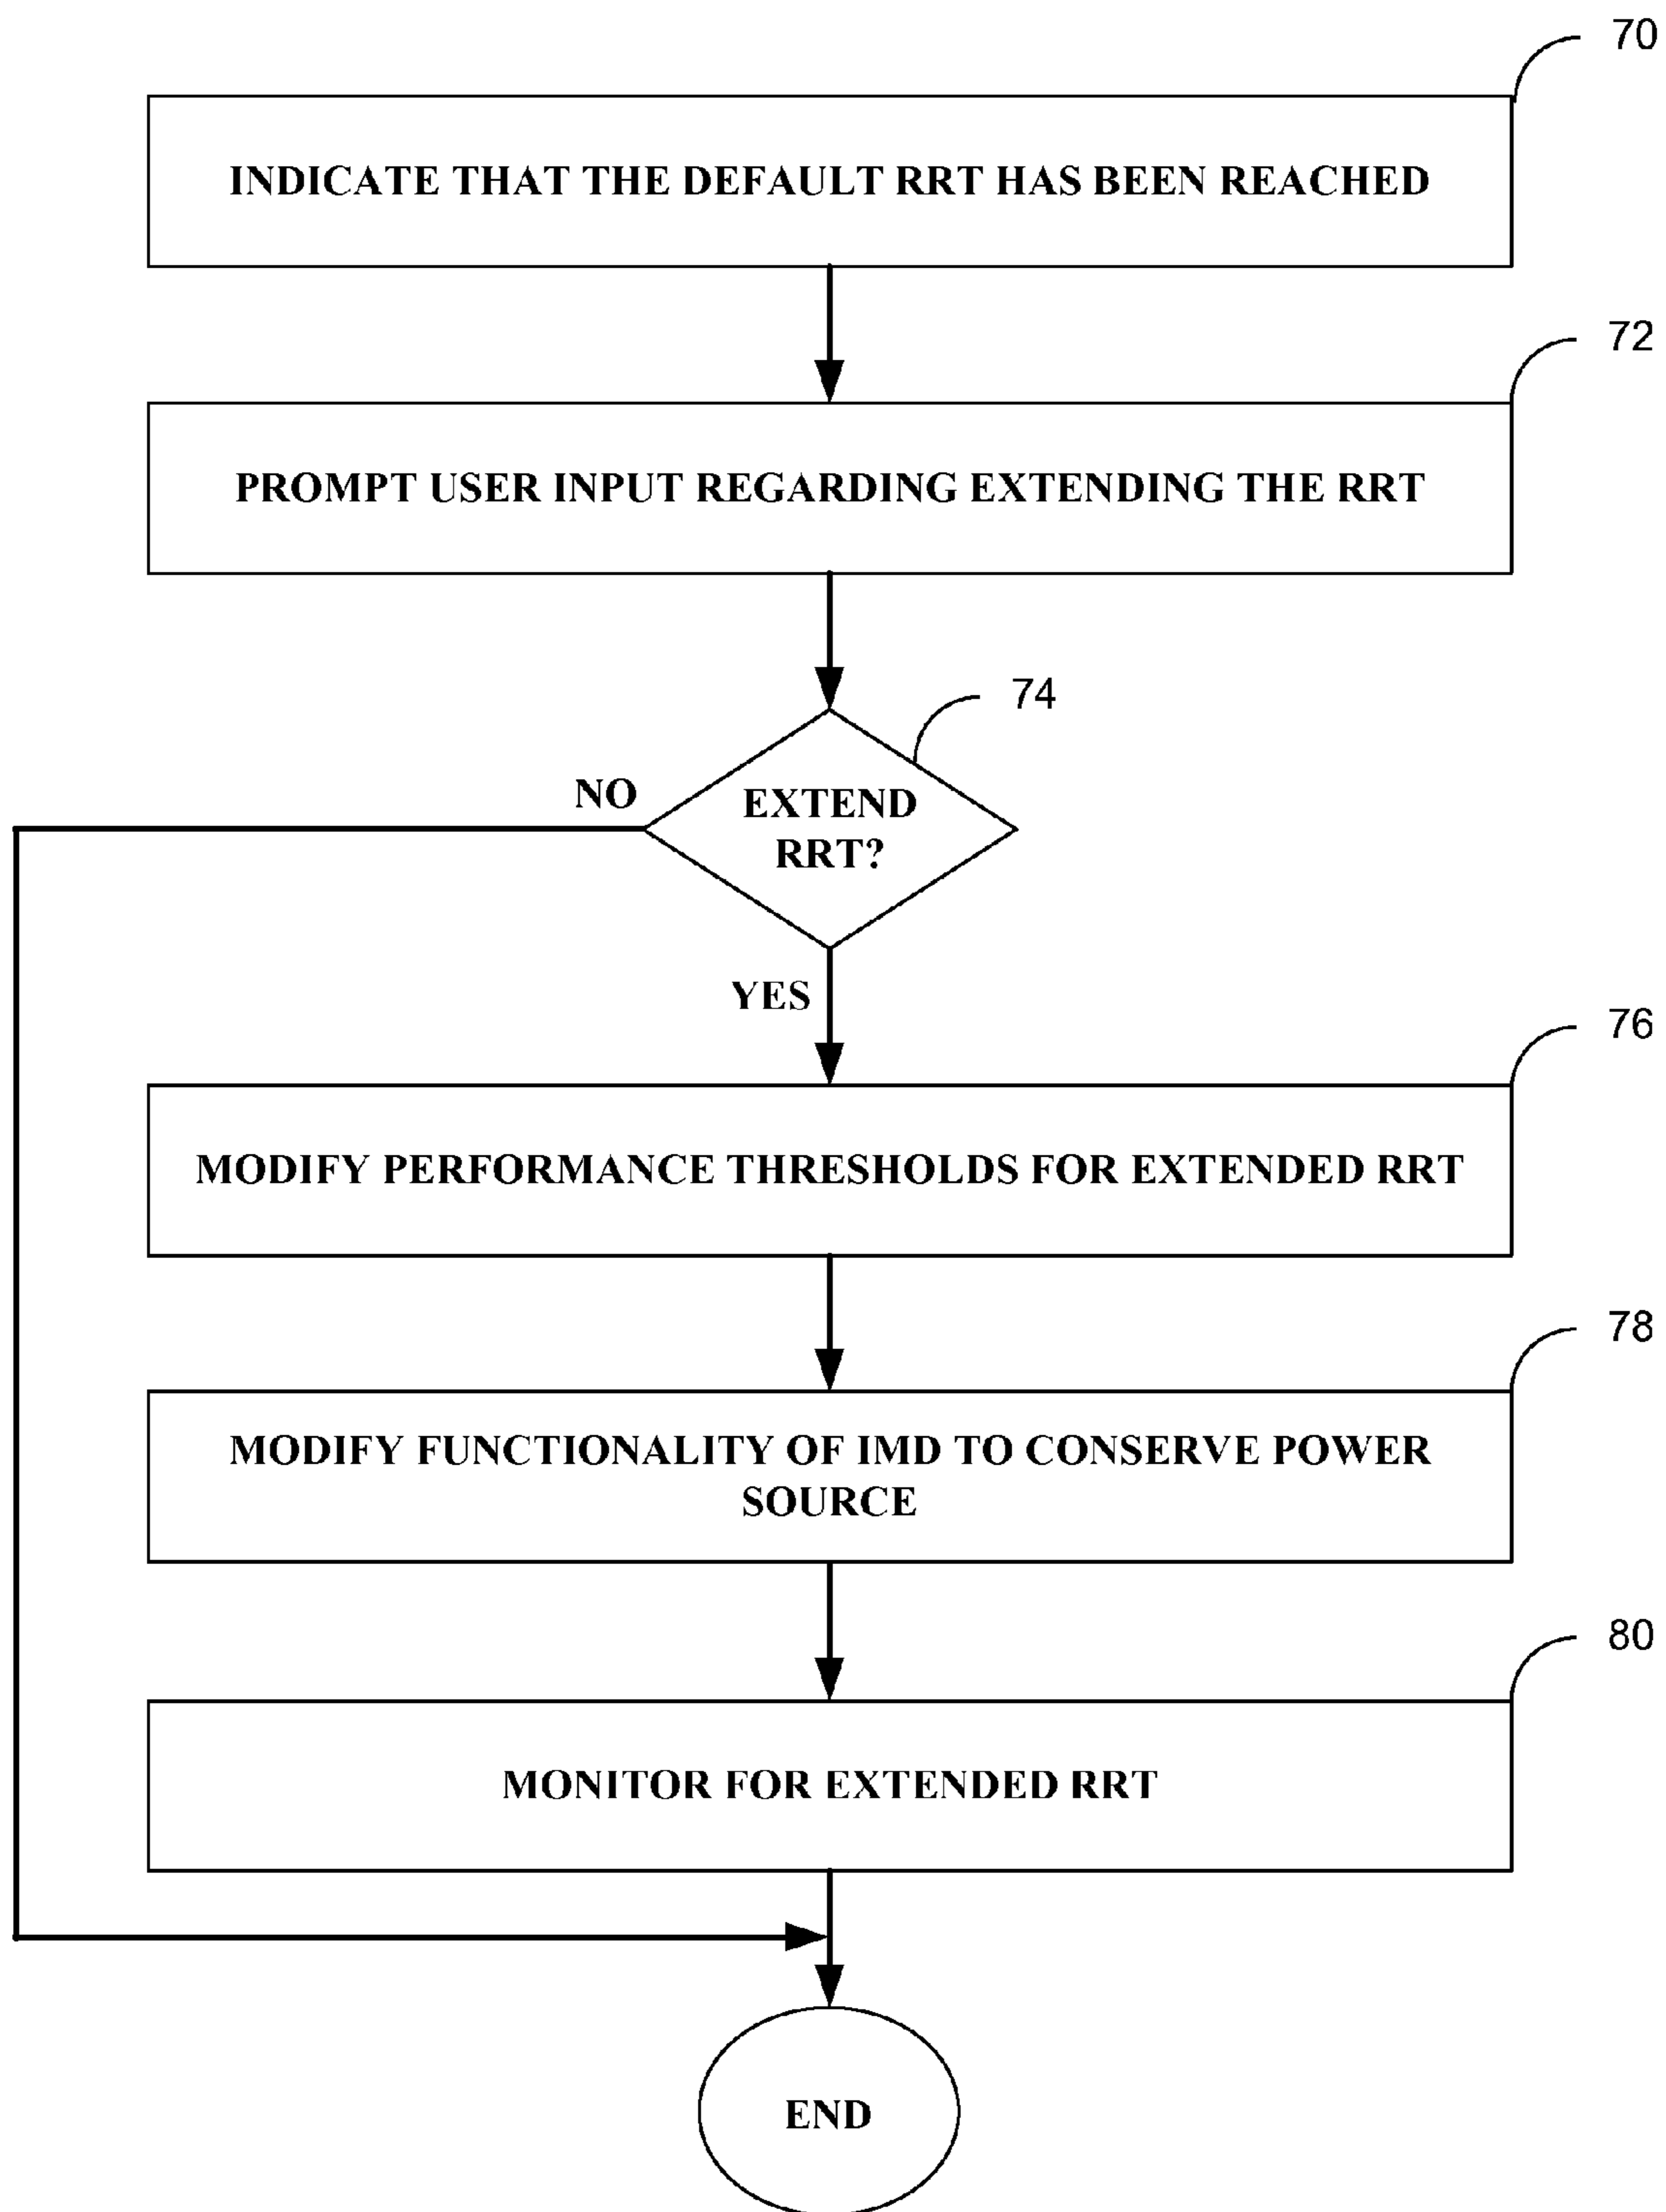 70
INDICATE THAT THE DEFAULT RRT HAS BEEN REACHED
72
PROMPT USER INPUT REGARDING EXTENDING THE RRT
74
NO
EXTEND
RRT?
YES
76
MODIFY PERFORMANCE THRESHOLDS FOR EXTENDED RRT
78
MODIFY FUNCTIONALITY OF IMD TO CONSERVE POWER
SOURCE
80
MONITOR FOR EXTENDED RRT
END